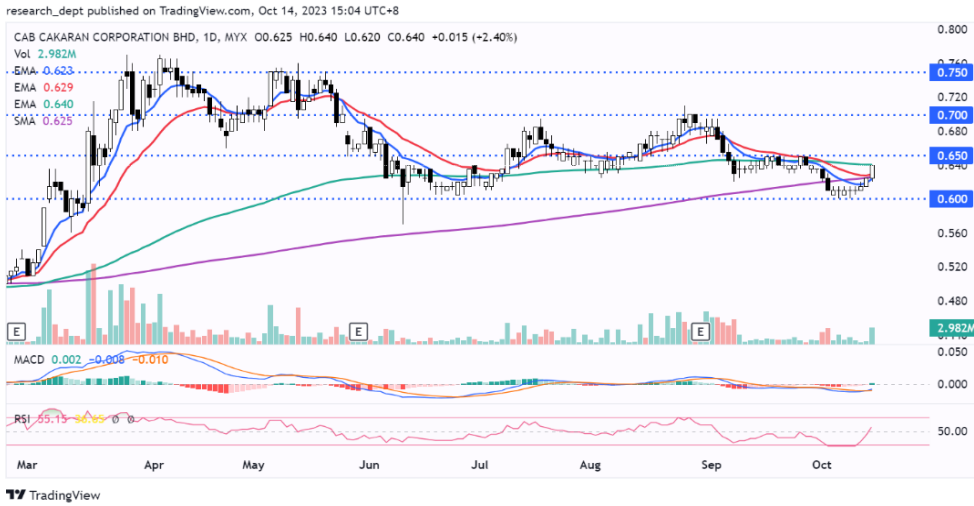 research_dept published on TradingView.com, Oct 14, 2023 15:04 UTC+8
CAB CAKARAN CORPORATION BHD, 1D, MYX O0.625 H0.640 L0.620 C0.640 +0.015 (+2.40%)
Vol 2.982M
EMA 0.623
EMA 0.629
EMA 0.640
SMA 0.625
0.800
0.760
0.750
0.720
0.700
0.680
0.650
0.640
0.600
0.560
0.520
0.480
2.982M
E
E
E
MACD 0.002 -0.008 -0.010
0.050
0.000
RSI 55.15 Ø Ø
50.00
Mar Apr May Jun Jul Aug Sep Oct
TradingView